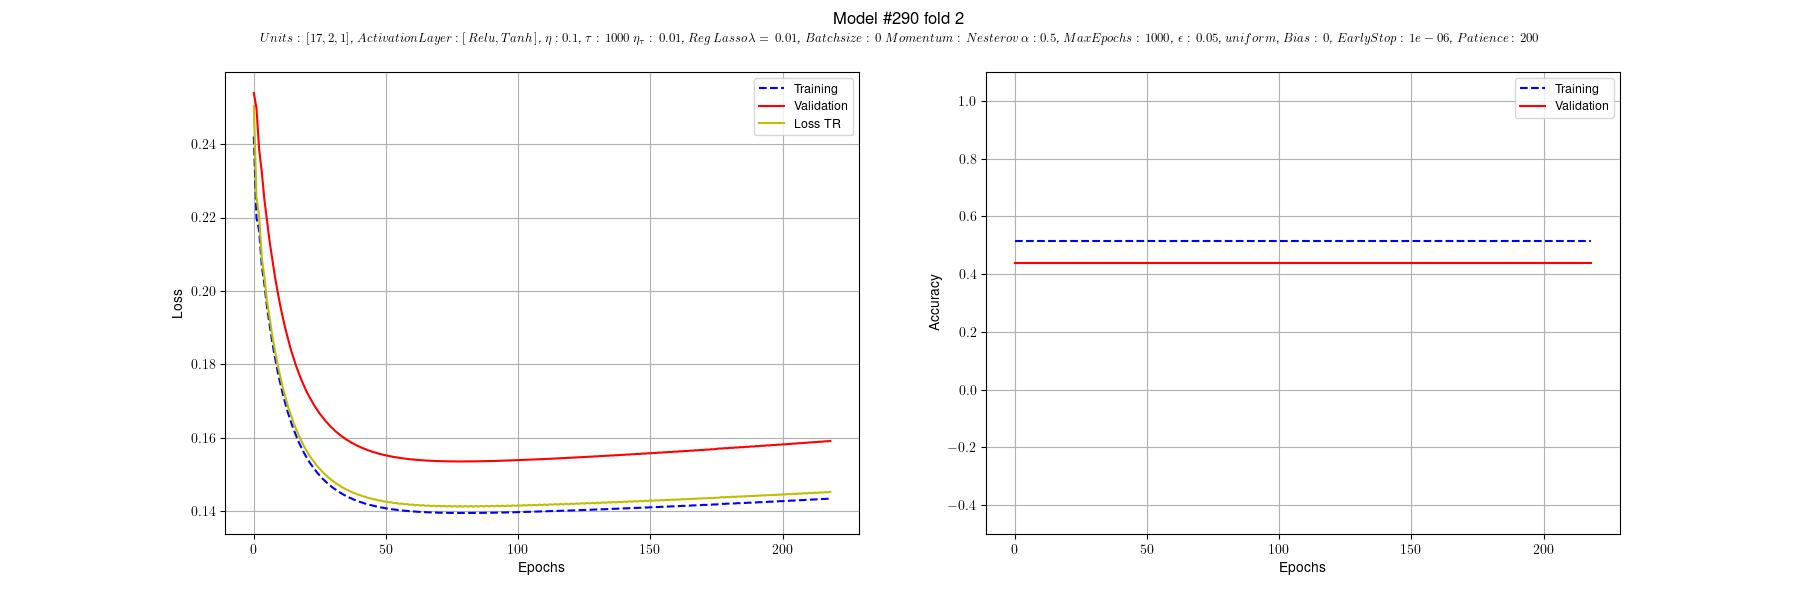 Model #290 fold 2
Units : [17, 2, 1], ActivationLayer : [ Relu, Tanh ], η : 0.1, τ : 1000 η_τ : 0.01, Reg Lassoλ = 0.01, Batchsize : 0 Momentum : Nesterov α : 0.5, MaxEpochs : 1000, ϵ : 0.05, uniform, Bias : 0, EarlyStop : 1e − 06, Patience : 200
Training
Validation
Loss TR
0.24
0.22
0.20
0.18
0.16
0.14
Loss
0
50
100
150
200
Epochs
Training
Validation
1.0
0.8
0.6
0.4
0.2
0.0
−0.2
−0.4
Accuracy
0
50
100
150
200
Epochs